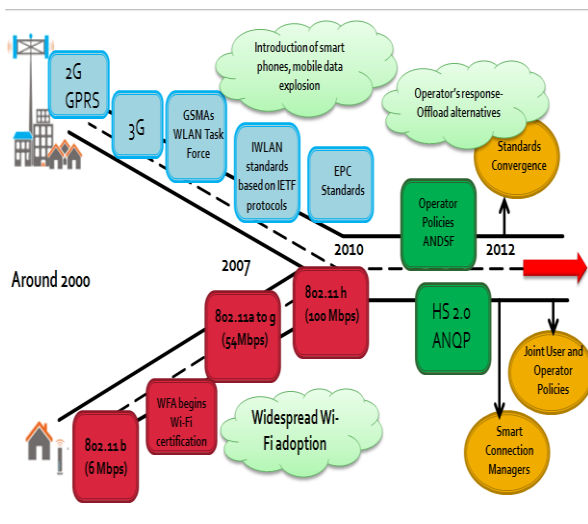 2G
GPRS
3G
GSMAs
WLAN Task
Force
IWLAN
standards
based on IETF
protocols
EPC
Standards
Introduction of smart
phones, mobile data
explosion
Operator's response-
Offload alternatives
Standards
Convergence
Operator
Policies
ANDSF
2010
2012
2007
Around 2000
802.11 h
(100 Mbps)
802.11a to g
(54Mbps)
WFA begins
Wi-Fi
certification
802.11 b
(6 Mbps)
Widespread Wi-
Fi adoption
HS 2.0
ANQP
Joint User and
Operator
Policies
Smart
Connection
Managers